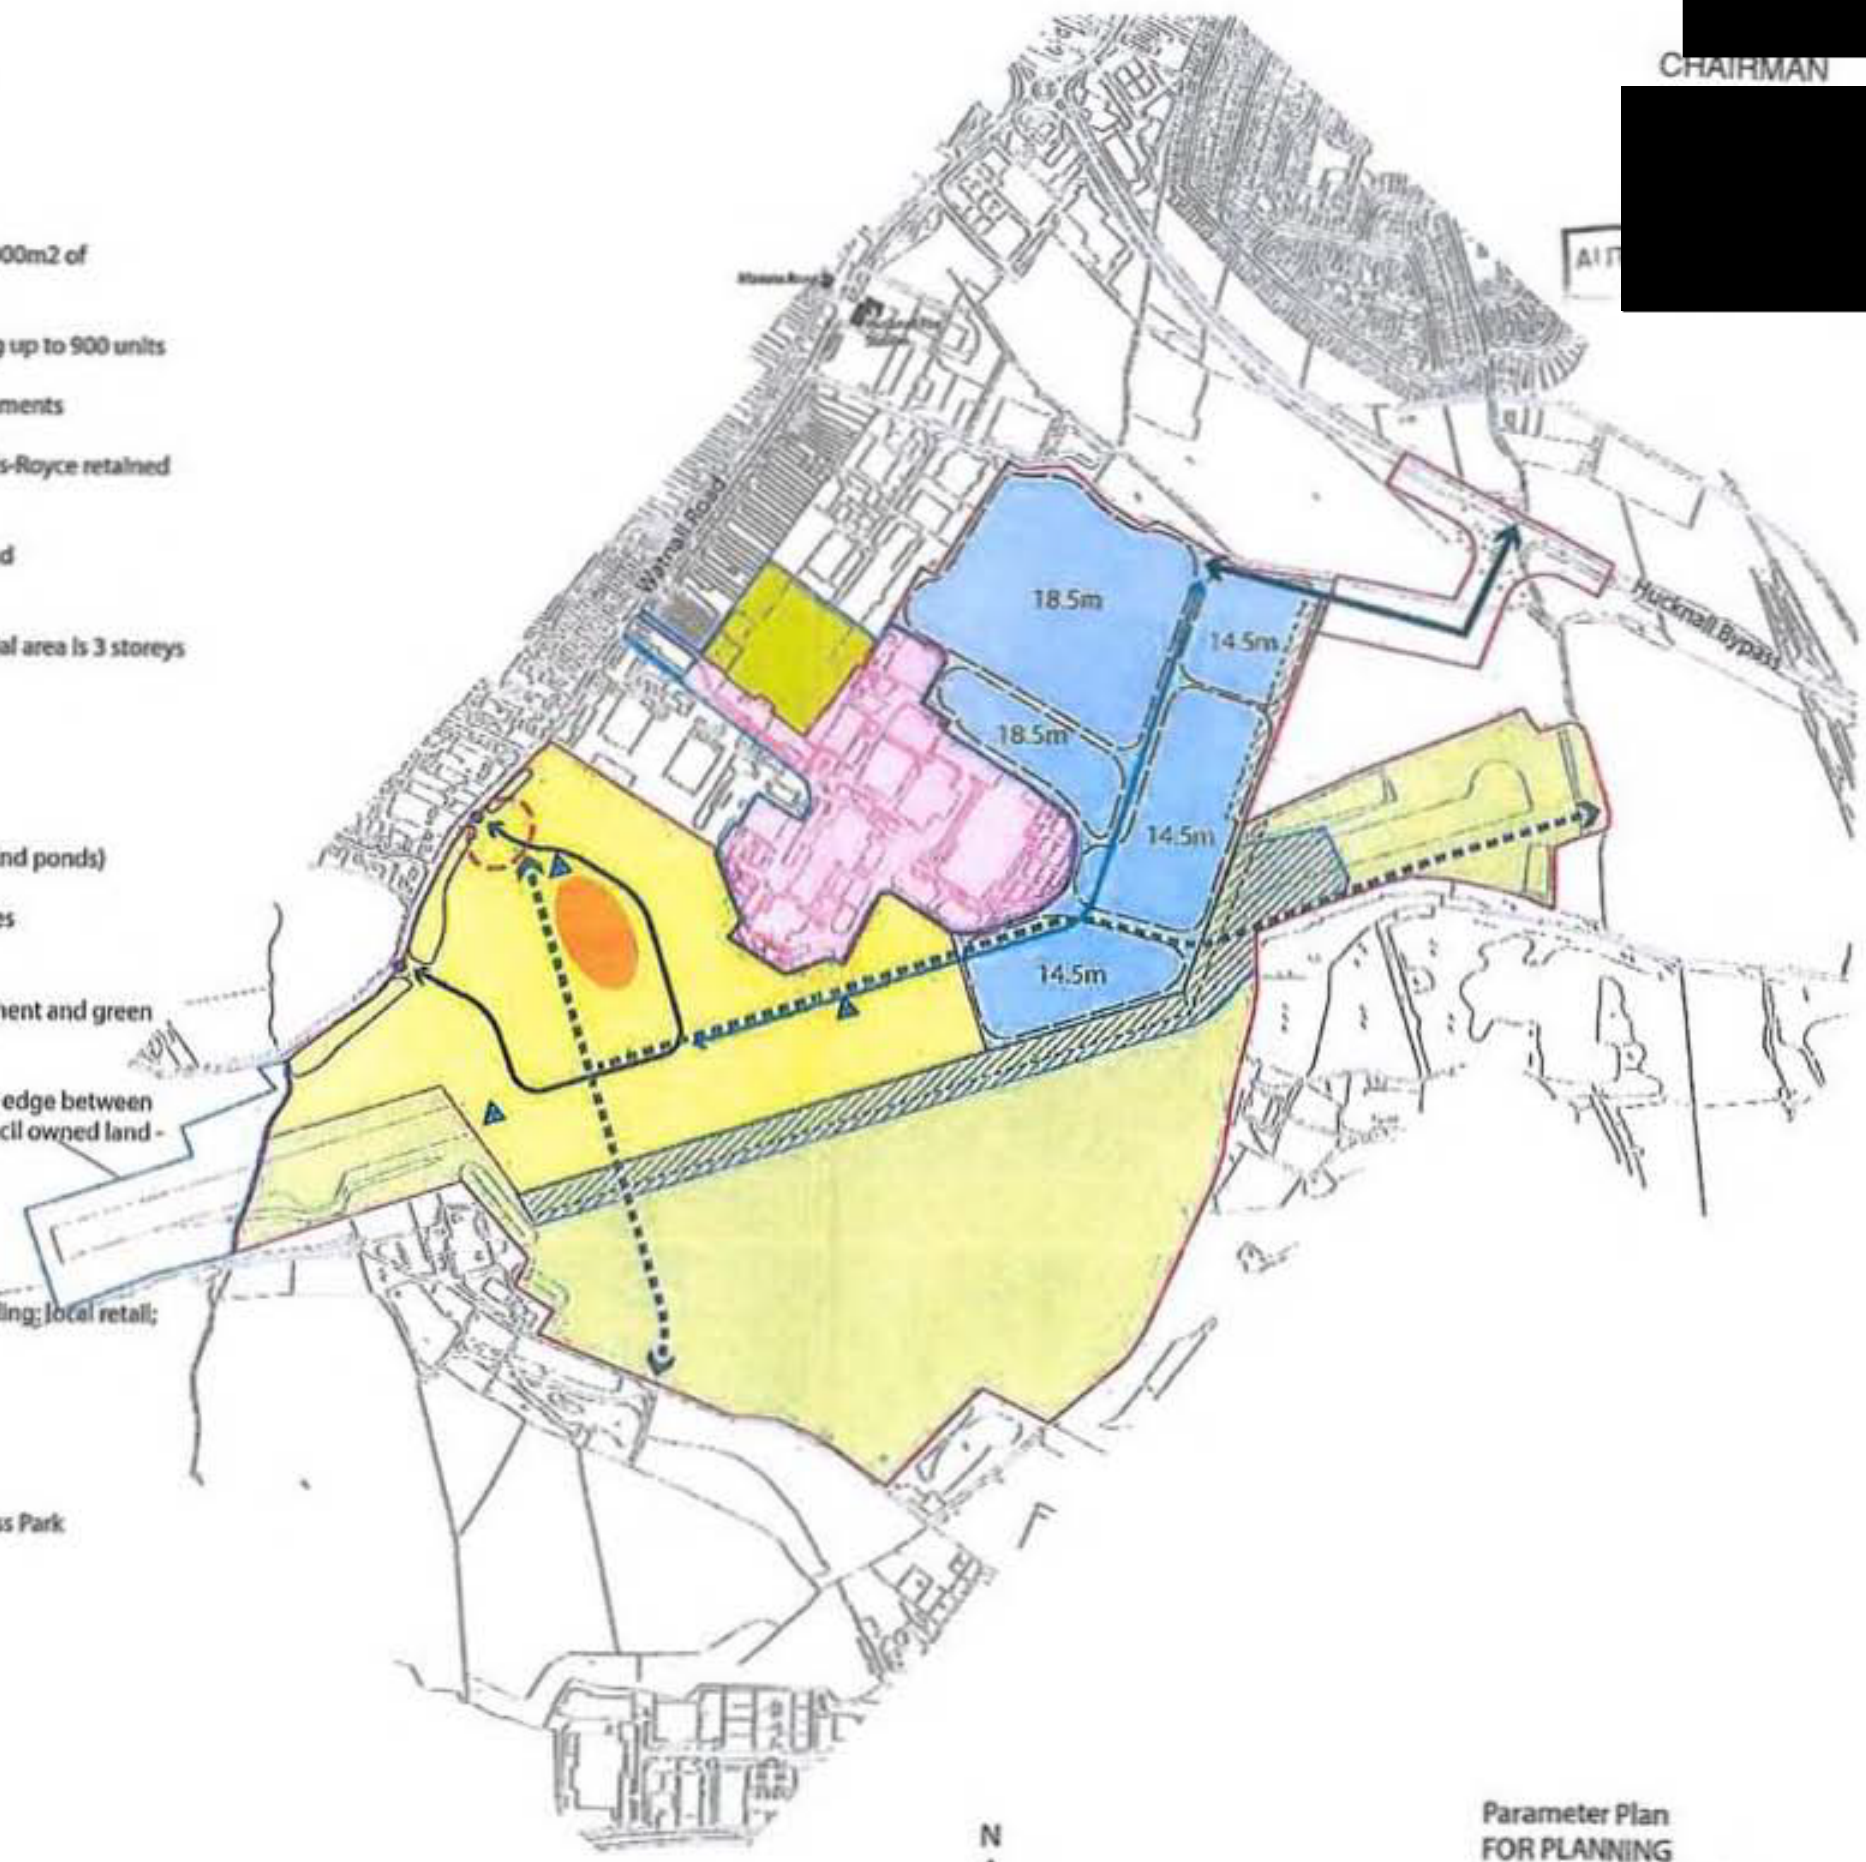 CHAIRMAN
00m2 of
g up to 900 units
ments
s-Royce retained
d
al area is 3 storeys
nd ponds)
es
ment and green
edge between
cil owned land -
ling; local retail;
ss Park
Watnall Road
18.5m
14.5m
18.5m
14.5m
14.5m
Hucknall Bypass
N
Parameter Plan
FOR PLANNING